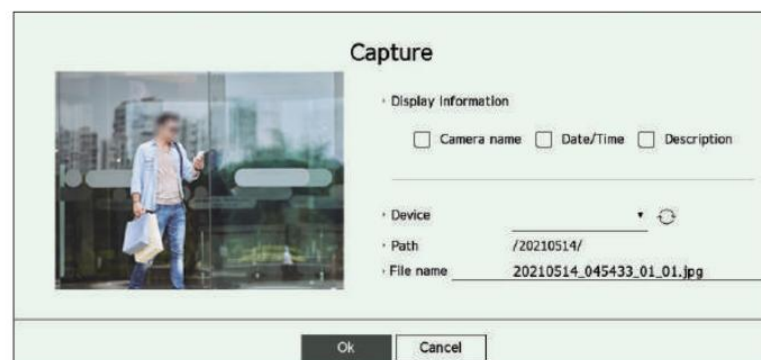 Capture
Display Information
Camera name Date/Time Description
Device
Path /20210514/
File name 20210514_045433_01_01.jpg
Ok Cancel